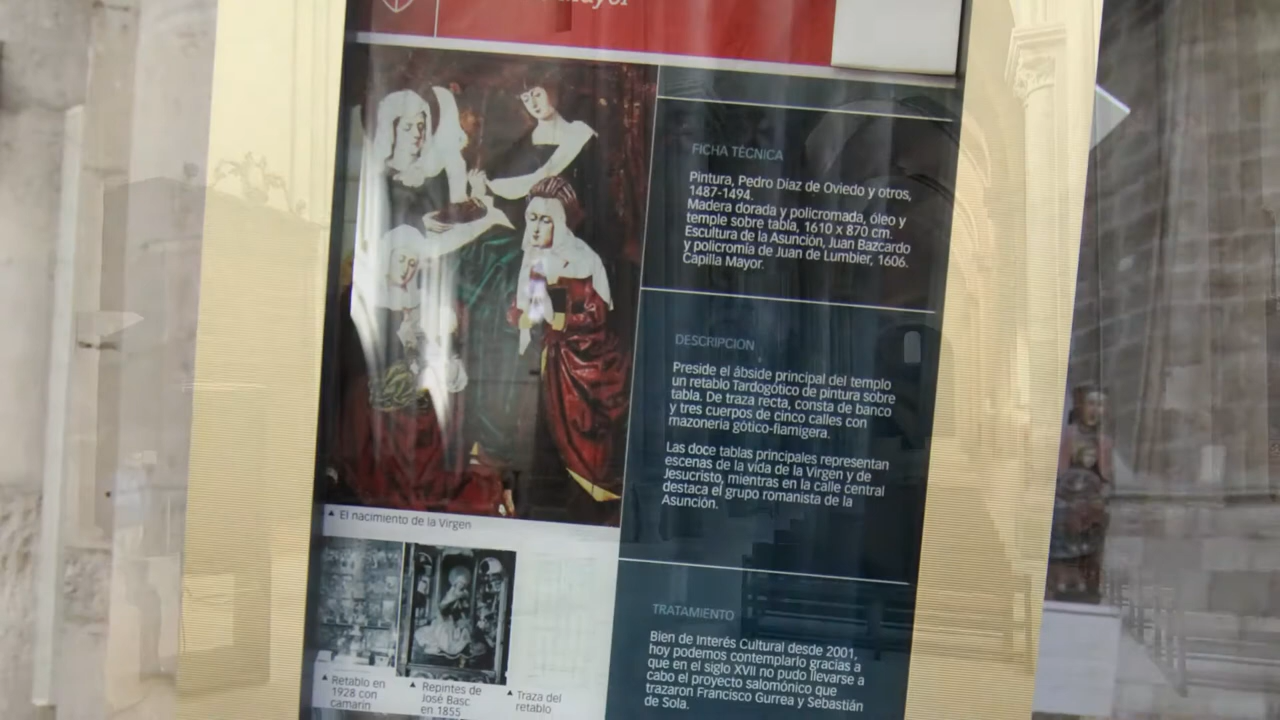 FICHA TÉCNICA
Pintura, Pedro Díaz de Oviedo y otros,
1487-1494.
Madera dorada y policromada, óleo y
temple sobre tabla, 1610 x 870 cm.
Escultura de la Asunción, Juan Bazcardo
y policromía de Juan de Lumbier, 1606.
Capilla Mayor.
DESCRIPCIÓN
Preside el ábside principal del templo
un retablo Tardogótico de pintura sobre
tabla. De traza recta, consta de banco
y tres cuerpos de cinco calles con
mazonería gótico-flamígera.
Las doce tablas principales representan
escenas de la vida de la Virgen y de
Jesucristo, mientras en la calle central
destaca el grupo romanista de la
Asunción.
▲ El nacimiento de la Virgen
TRATAMIENTO
Bien de Interés Cultural desde 2001,
hoy podemos contemplarlo gracias a
que en el siglo XVII no pudo llevarse a
cabo el proyecto salomónico que
trazaron Francisco Gurrea y Sebastián
de Sola.
▲ Retablo en
1928 con
camarín
▲ Repintes de
José Basc
en 1855
▲ Traza del
retablo